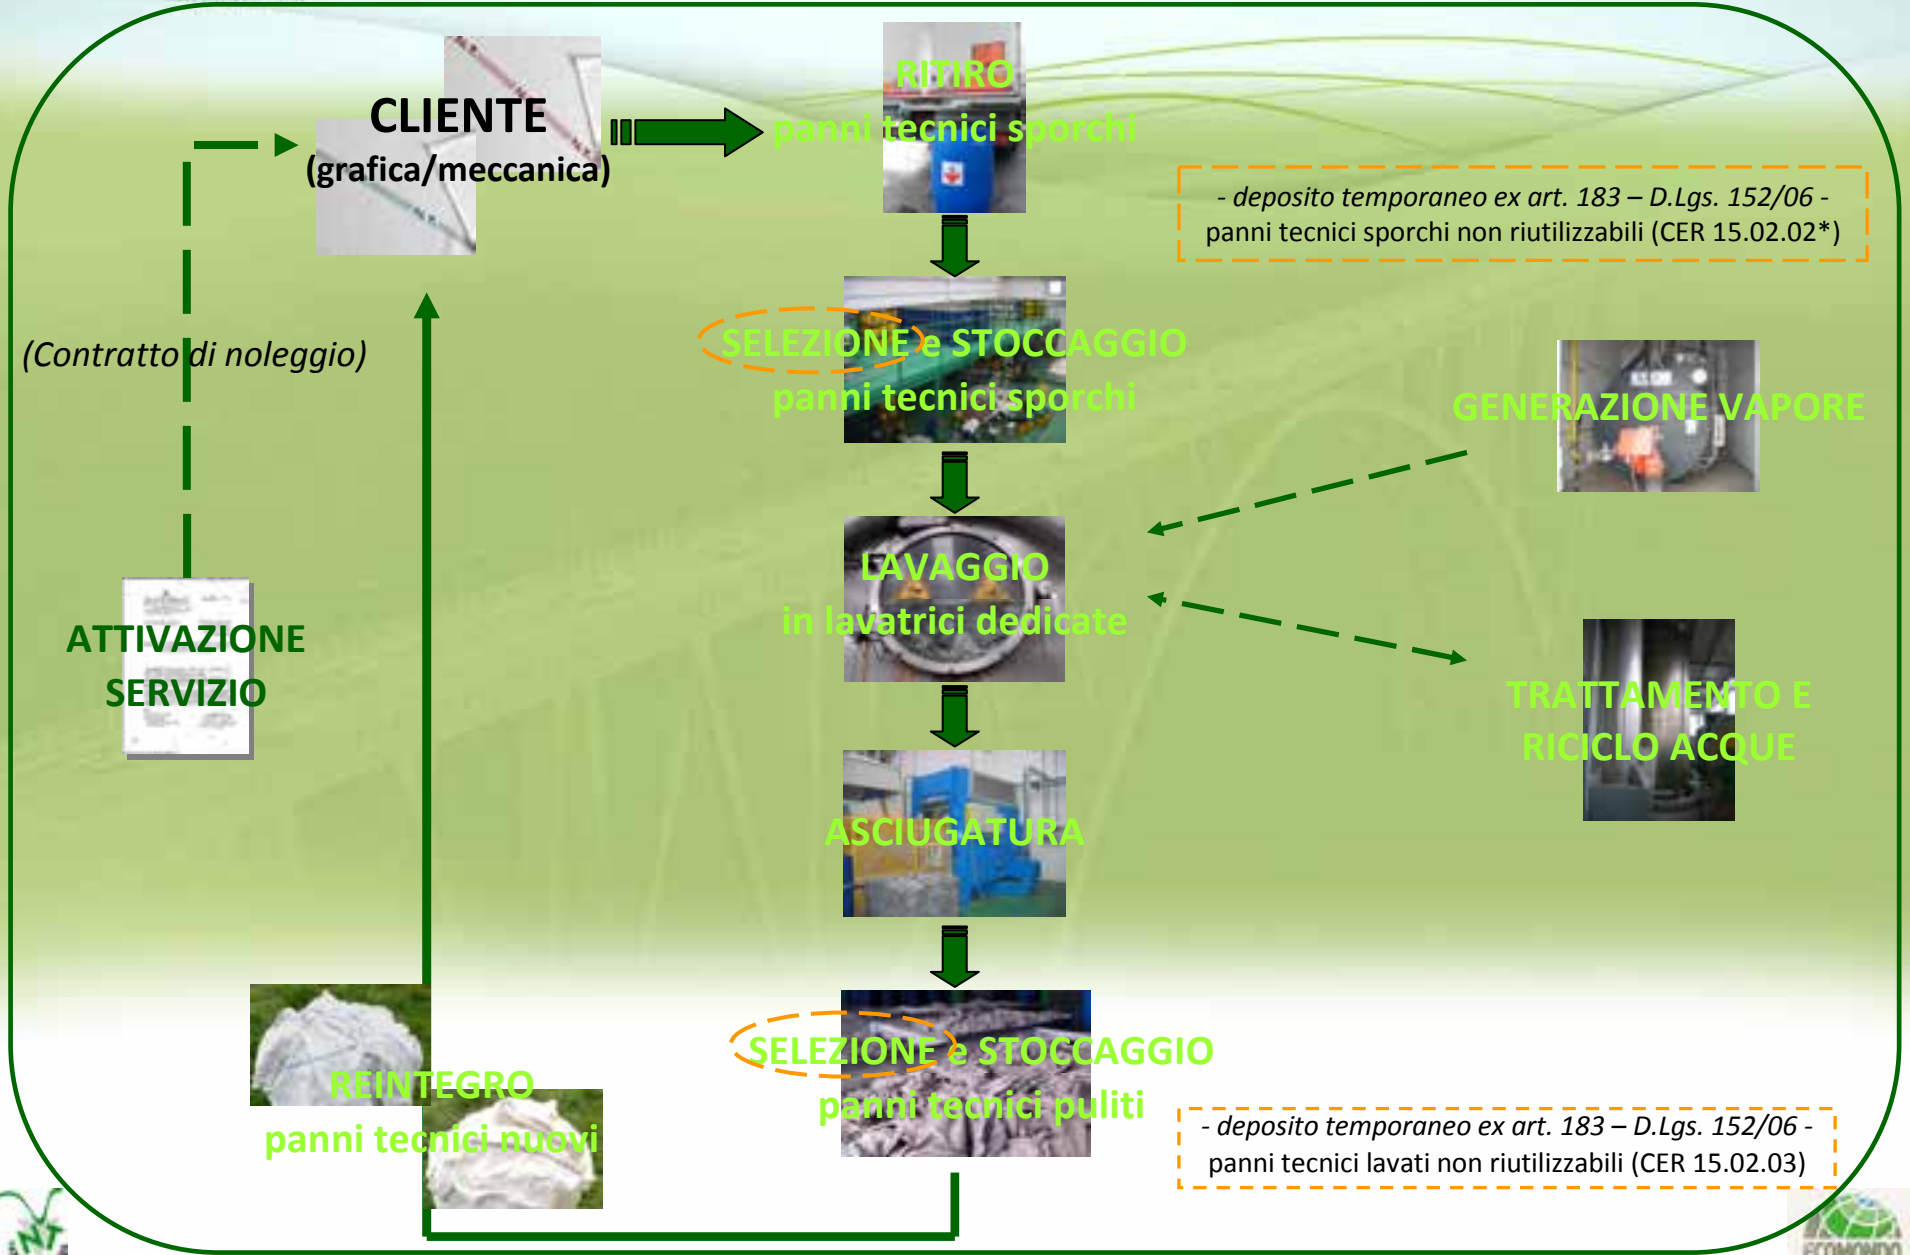 RITIRO
panni tecnici sporchi
CLIENTE
(grafica/meccanica)
- deposito temporaneo ex art. 183 – D.Lgs. 152/06 -
panni tecnici sporchi non riutilizzabili (CER 15.02.02*)
(Contratto di noleggio)
SELEZIONE e STOCCAGGIO
panni tecnici sporchi
GENERAZIONE VAPORE
LAVAGGIO
in lavatrici dedicate
ATTIVAZIONE
SERVIZIO
TRATTAMENTO E
RICICLO ACQUE
ASCIUGATURA
SELEZIONE e STOCCAGGIO
panni tecnici puliti
REINTEGRO
panni tecnici nuovi
- deposito temporaneo ex art. 183 – D.Lgs. 152/06 -
panni tecnici lavati non riutilizzabili (CER 15.02.03)
NT
ECOMONDO